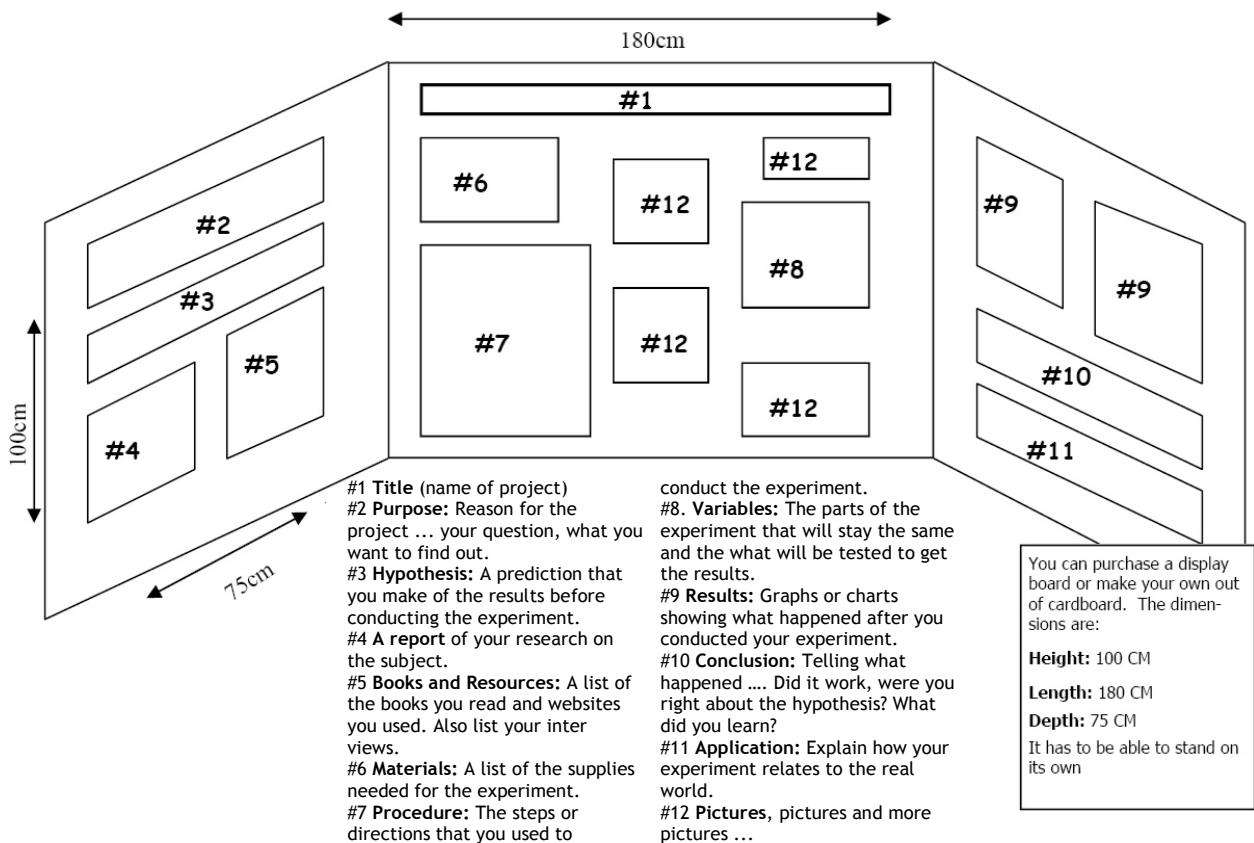 180cm
#1
#2
#3
#4
#5
100cm
75cm
#6
#7
#12
#12
#12
#8
#12
#9
#9
#10
#11
#1 Title (name of project)
#2 Purpose: Reason for the
project ... your question, what you
want to find out.
#3 Hypothesis: A prediction that
you make of the results before
conducting the experiment.
#4 A report of your research on
the subject.
#5 Books and Resources: A list of
the books you read and websites
you used. Also list your inter
views.
#6 Materials: A list of the supplies
needed for the experiment.
#7 Procedure: The steps or
directions that you used to
conduct the experiment.
#8. Variables: The parts of the
experiment that will stay the same
and the what will be tested to get
the results.
#9 Results: Graphs or charts
showing what happened after you
conducted your experiment.
#10 Conclusion: Telling what
happened .... Did it work, were you
right about the hypothesis? What
did you learn?
#11 Application: Explain how your
experiment relates to the real
world.
#12 Pictures, pictures and more
pictures ...
You can purchase a display
board or make your own out
of cardboard. The dimen-
sions are:
Height: 100 CM
Length: 180 CM
Depth: 75 CM
It has to be able to stand on
its own